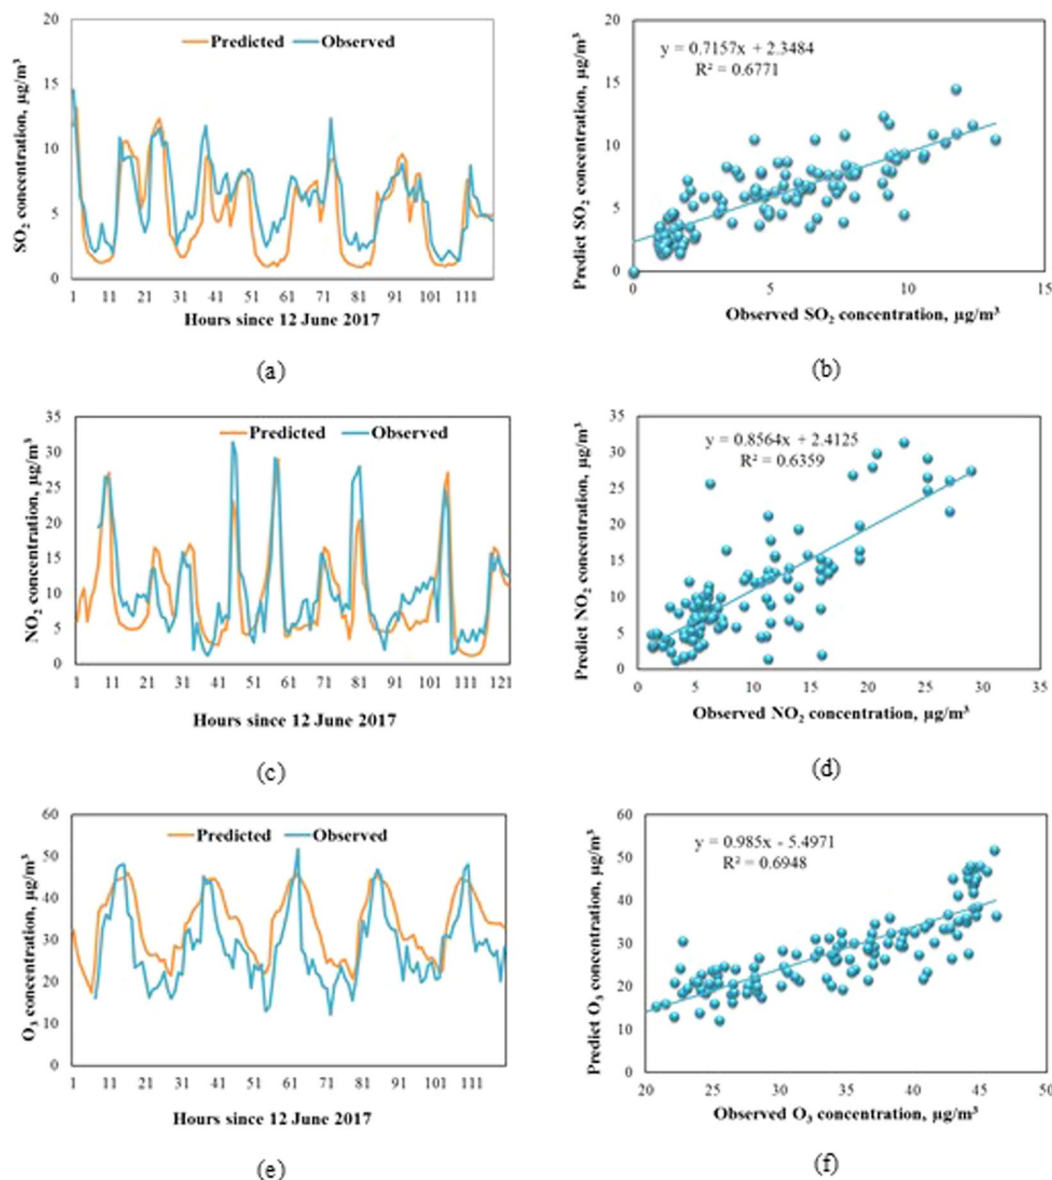 20
15
10
5
0
SO₂ concentration, µg/m³
Predicted Observed
1 11 21 31 41 51 61 71 81 91 101 111
Hours since 12 June 2017
(a)
20
15
10
5
0
Predict SO₂ concentration, µg/m³
y = 0.7157x + 2.3484
R² = 0.6771
0 5 10 15
Observed SO₂ concentration, µg/m³
(b)
35
30
25
20
15
10
5
0
NO₂ concentration, µg/m³
Predicted Observed
1 11 21 31 41 51 61 71 81 91 101 111 121
Hours since 12 June 2017
(c)
35
30
25
20
15
10
5
0
Predict NO₂ concentration, µg/m³
y = 0.8564x + 2.4125
R² = 0.6359
0 5 10 15 20 25 30 35
Observed NO₂ concentration, µg/m³
(d)
60
50
40
30
20
10
0
O₃ concentration, µg/m³
Predicted Observed
1 11 21 31 41 51 61 71 81 91 101 111
Hours since 12 June 2017
(e)
60
50
40
30
20
10
0
Predict O₃ concentration, µg/m³
y = 0.985x - 5.4971
R² = 0.6948
20 25 30 35 40 45 50
Observed O₃ concentration, µg/m³
(f)